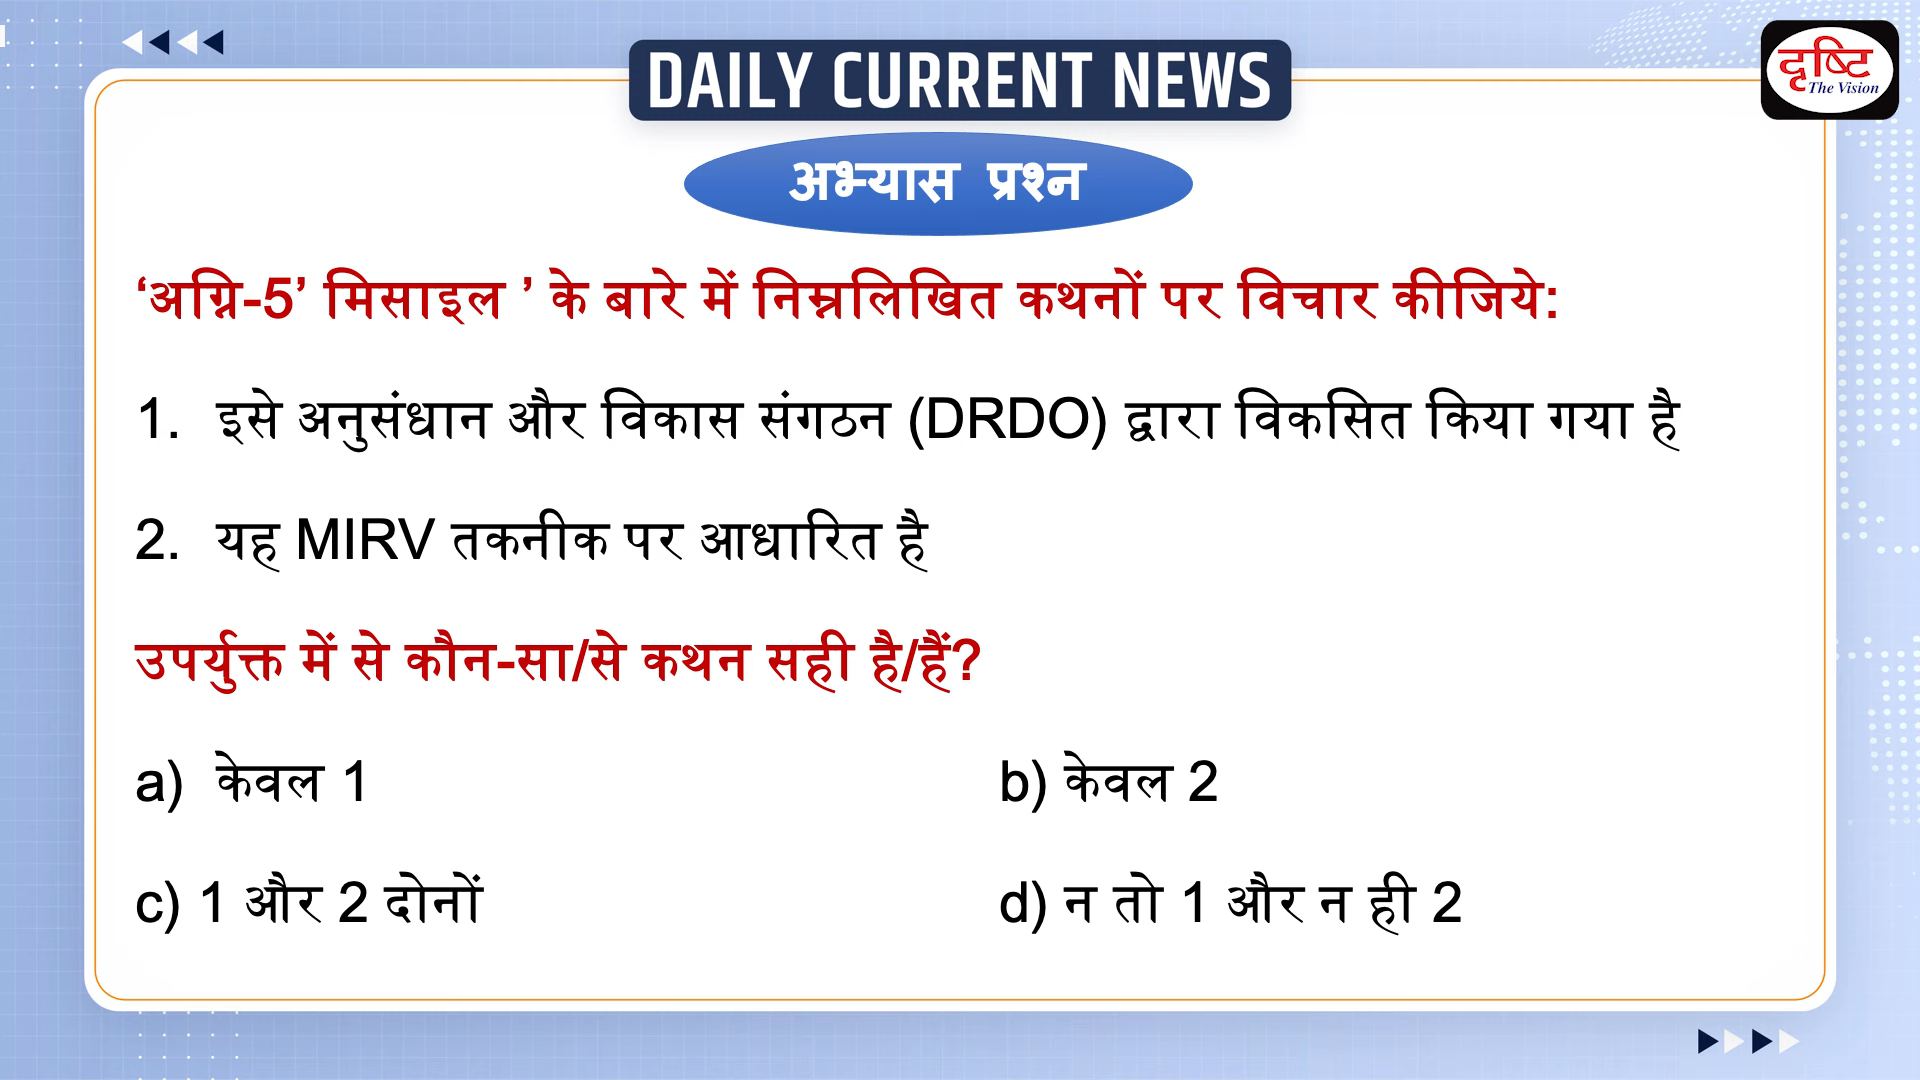 DAILY CURRENT NEWS
दृष्टि
The Vision
अभ्यास प्रश्न
‘अग्नि-5’ मिसाइल ’ के बारे में निम्नलिखित कथनों पर विचार कीजिये:
1. इसे अनुसंधान और विकास संगठन (DRDO) द्वारा विकसित किया गया है
2. यह MIRV तकनीक पर आधारित है
उपर्युक्त में से कौन-सा/से कथन सही है/हैं?
a) केवल 1 b) केवल 2
c) 1 और 2 दोनों d) न तो 1 और न ही 2